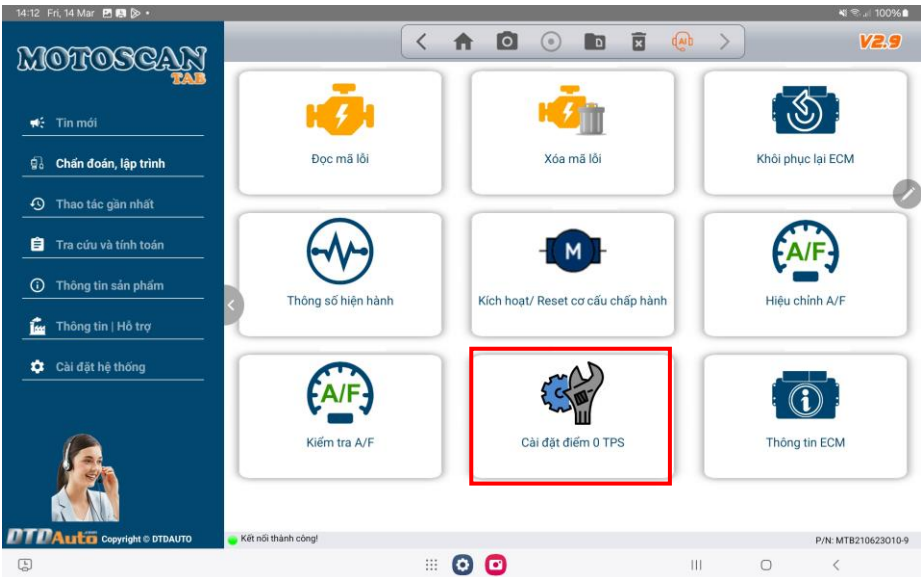 14:12 Fri, 14 Mar
100%
MOTOSCAN
TAB
AI
V2.9
Tin mới
Chẩn đoán, lập trình
Thao tác gần nhất
Tra cứu và tính toán
Thông tin sản phẩm
Thông tin | Hỗ trợ
Cài đặt hệ thống
Đọc mã lỗi
Xóa mã lỗi
Khôi phục lại ECM
M
A/F
Thông số hiện hành
Kích hoạt/ Reset cơ cấu chấp hành
Hiệu chỉnh A/F
A/F
Kiểm tra A/F
Cài đặt điểm 0 TPS
Thông tin ECM
DTDAuto.com Copyright © DTDAUTO
Kết nối thành công!
P/N: MTB210623O10-9